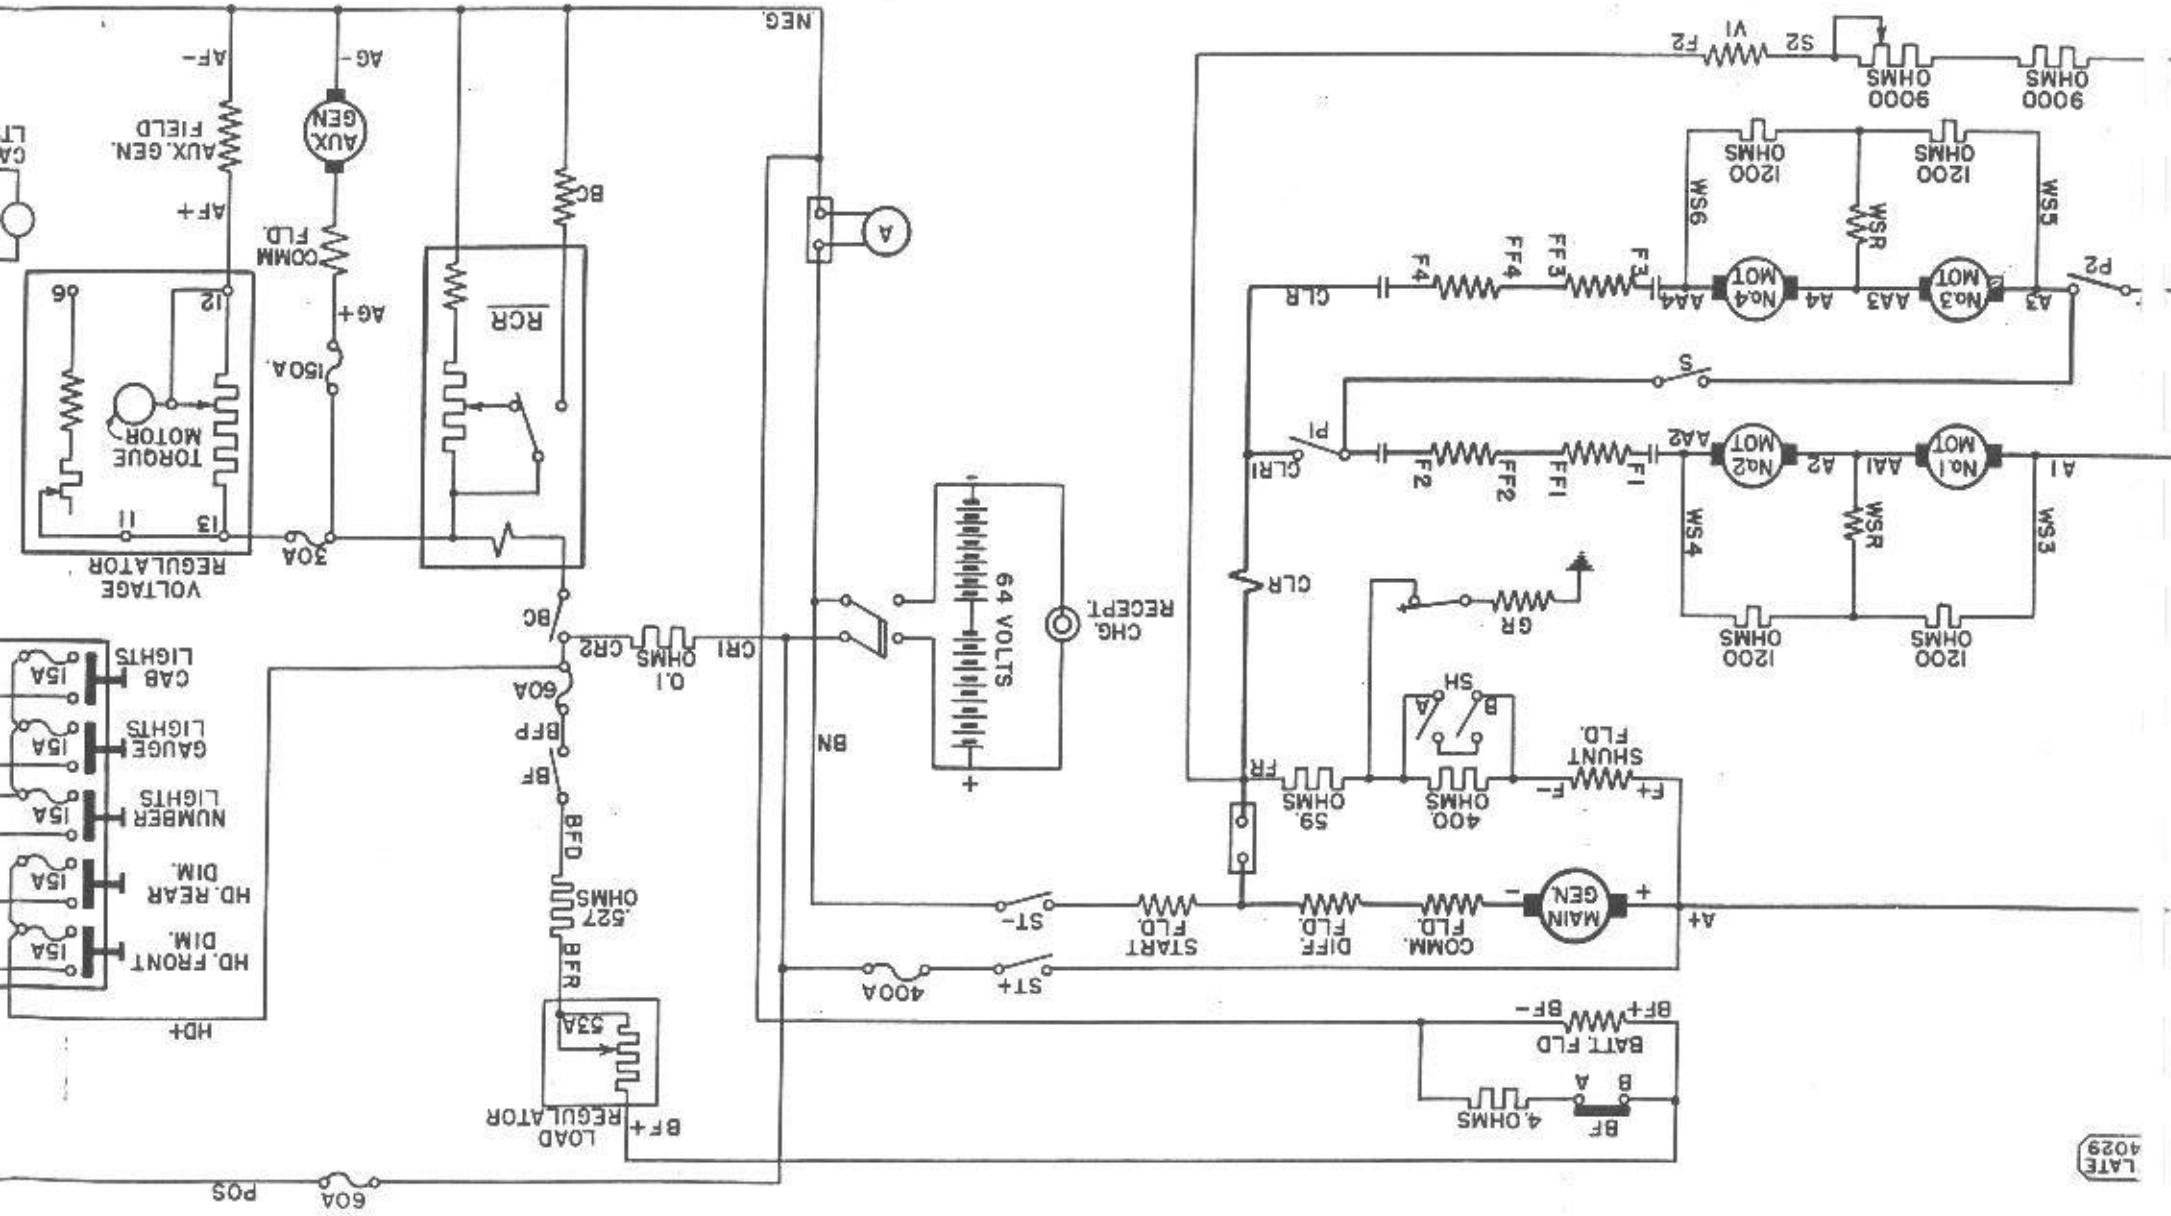 LATE
4029
POS
60A
BF
B
A
4.OHMS
BATT. FLD
BF+
BF-
BF+
LOAD
REGULATOR
53A
HD+
ST+
400A
A+
MAIN
GEN.
+
-
COMM.
FLD.
DIFF.
FLD.
START
FLD.
ST-
BFR
.527
OHMS
BFD
BF
BFP
60A
HD. FRONT
DIM.
15A
HD. REAR
DIM.
15A
NUMBER
LIGHTS
15A
GAUGE
LIGHTS
15A
CAB
LIGHTS
15A
F+
SHUNT
FLD.
F-
400.
OHMS
59.
OHMS
FR
B
A
SH
GR
BN
+
-
64 VOLTS
CHG.
RECEPT.
0.1
OHMS
CR1
CR2
BC
1200
OHMS
1200
OHMS
WS3
WSR
WS4
CLR
A1
No.1
MOT
AA1
A2
No.2
MOT
AA2
F1
FF1
FF2
F2
P1
CLR1
S
P2
A3
No.3
MOT
AA3
A4
No.4
MOT
AA4
F3
FF3
FF4
F4
CLR
WS5
WSR
WS6
1200
OHMS
1200
OHMS
9000
OHMS
9000
OHMS
S2
V1
F2
VOLTAGE
REGULATOR
13
11
30A
TORQUE
MOTOR
12
06
150A.
AG+
COMM
FLD.
AUX.
GEN
AG-
AF+
AUX. GEN.
FIELD
AF-
RCR
BC
A
NEG.
CA
LT